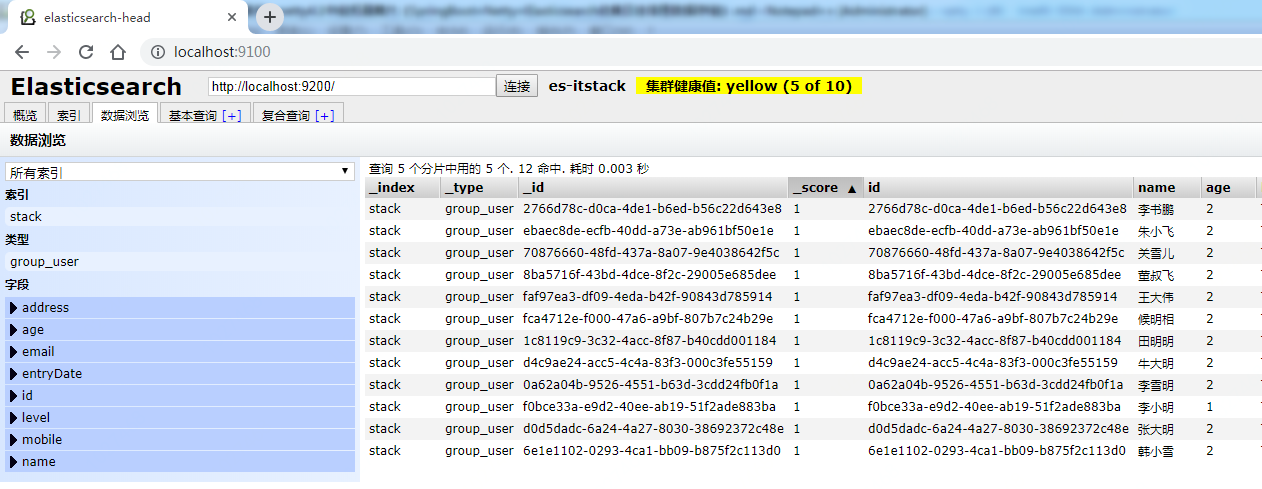 elasticsearch-head
localhost:9100
Elasticsearch http://localhost:9200/ 连接 es-itstack 集群健康值: yellow (5 of 10)
概览 索引 数据浏览 基本查询 [+] 复合查询 [+]
数据浏览
所有索引
索引
stack
类型
group_user
字段
address
age
email
entryDate
id
level
mobile
name
查询 5 个分片中用的 5 个. 12 命中. 耗时 0.003 秒
_index _type _id _score ▲ id name age
stack group_user 2766d78c-d0ca-4de1-b6ed-b56c22d643e8 1 2766d78c-d0ca-4de1-b6ed-b56c22d643e8 李书鹏 2
stack group_user ebaec8de-ecfb-40dd-a73e-ab961bf50e1e 1 ebaec8de-ecfb-40dd-a73e-ab961bf50e1e 朱小飞 2
stack group_user 70876660-48fd-437a-8a07-9e4038642f5c 1 70876660-48fd-437a-8a07-9e4038642f5c 关雪儿 2
stack group_user 8ba5716f-43bd-4dce-8f2c-29005e685dee 1 8ba5716f-43bd-4dce-8f2c-29005e685dee 董叔飞 2
stack group_user faf97ea3-df09-4eda-b42f-90843d785914 1 faf97ea3-df09-4eda-b42f-90843d785914 王大伟 2
stack group_user fca4712e-f000-47a6-a9bf-807b7c24b29e 1 fca4712e-f000-47a6-a9bf-807b7c24b29e 候明相 2
stack group_user 1c8119c9-3c32-4acc-8f87-b40cdd001184 1 1c8119c9-3c32-4acc-8f87-b40cdd001184 田明明 2
stack group_user d4c9ae24-acc5-4c4a-83f3-000c3fe55159 1 d4c9ae24-acc5-4c4a-83f3-000c3fe55159 牛大明 2
stack group_user 0a62a04b-9526-4551-b63d-3cdd24fb0f1a 1 0a62a04b-9526-4551-b63d-3cdd24fb0f1a 李雪明 2
stack group_user f0bce33a-e9d2-40ee-ab19-51f2ade883ba 1 f0bce33a-e9d2-40ee-ab19-51f2ade883ba 李小明 1
stack group_user d0d5dadc-6a24-4a27-8030-38692372c48e 1 d0d5dadc-6a24-4a27-8030-38692372c48e 张大明 2
stack group_user 6e1e1102-0293-4ca1-bb09-b875f2c113d0 1 6e1e1102-0293-4ca1-bb09-b875f2c113d0 韩小雪 2